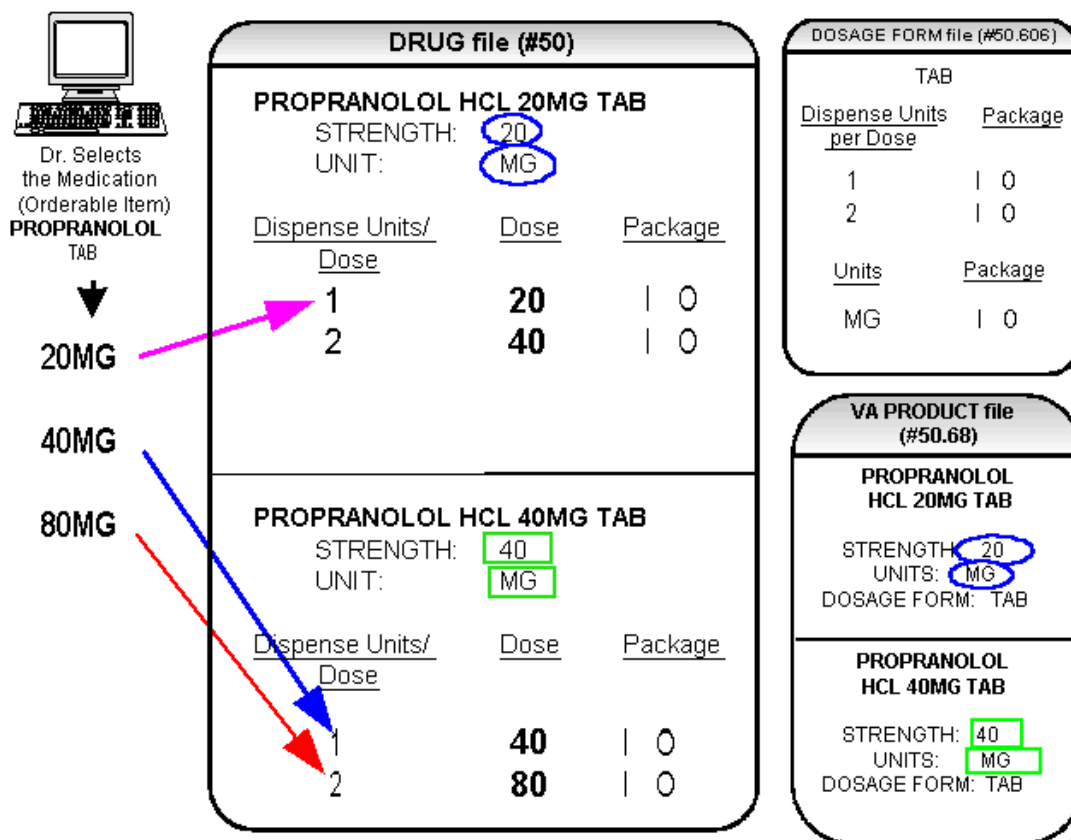 Dr. Selects
the Medication
(Orderable Item)
PROPRANOLOL
TAB
20MG
40MG
80MG
DRUG file (#50)
PROPRANOLOL HCL 20MG TAB
STRENGTH: 20
UNIT: MG
Dispense Units/ Dose Package
Dose
1 20 I O
2 40 I O
PROPRANOLOL HCL 40MG TAB
STRENGTH: 40
UNIT: MG
Dispense Units/ Dose Package
Dose
1 40 I O
2 80 I O
DOSAGE FORM file (#50.606)
TAB
Dispense Units Package
per Dose
1 I O
2 I O
Units Package
MG I O
VA PRODUCT file
(#50.68)
PROPRANOLOL
HCL 20MG TAB
STRENGTH 20
UNITS: MG
DOSAGE FORM: TAB
PROPRANOLOL
HCL 40MG TAB
STRENGTH: 40
UNITS: MG
DOSAGE FORM: TAB